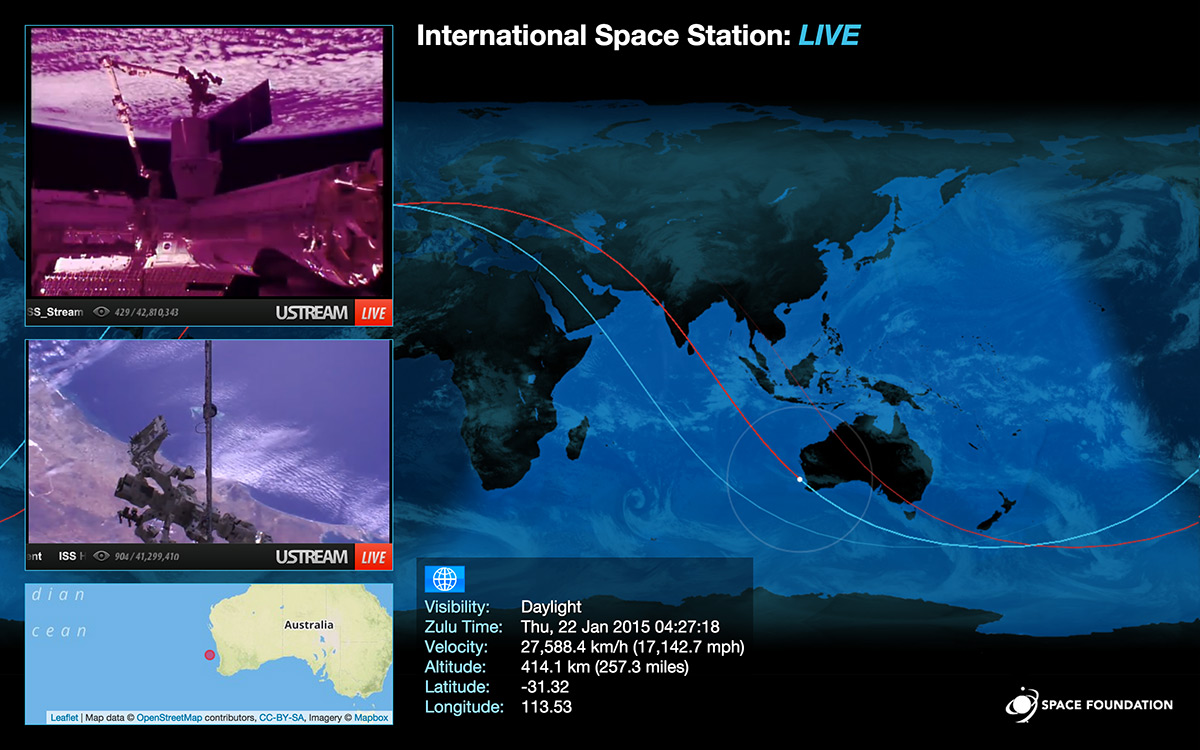 International Space Station: LIVE
SS_Stream 429 / 42,810,343 USTREAM LIVE
ent ISS H 904 / 41,299,410 USTREAM LIVE
dian
cean
Australia
Leaflet | Map data © OpenStreetMap contributors, CC-BY-SA, Imagery © Mapbox
Visibility: Daylight
Zulu Time: Thu, 22 Jan 2015 04:27:18
Velocity: 27,588.4 km/h (17,142.7 mph)
Altitude: 414.1 km (257.3 miles)
Latitude: -31.32
Longitude: 113.53
SPACE FOUNDATION